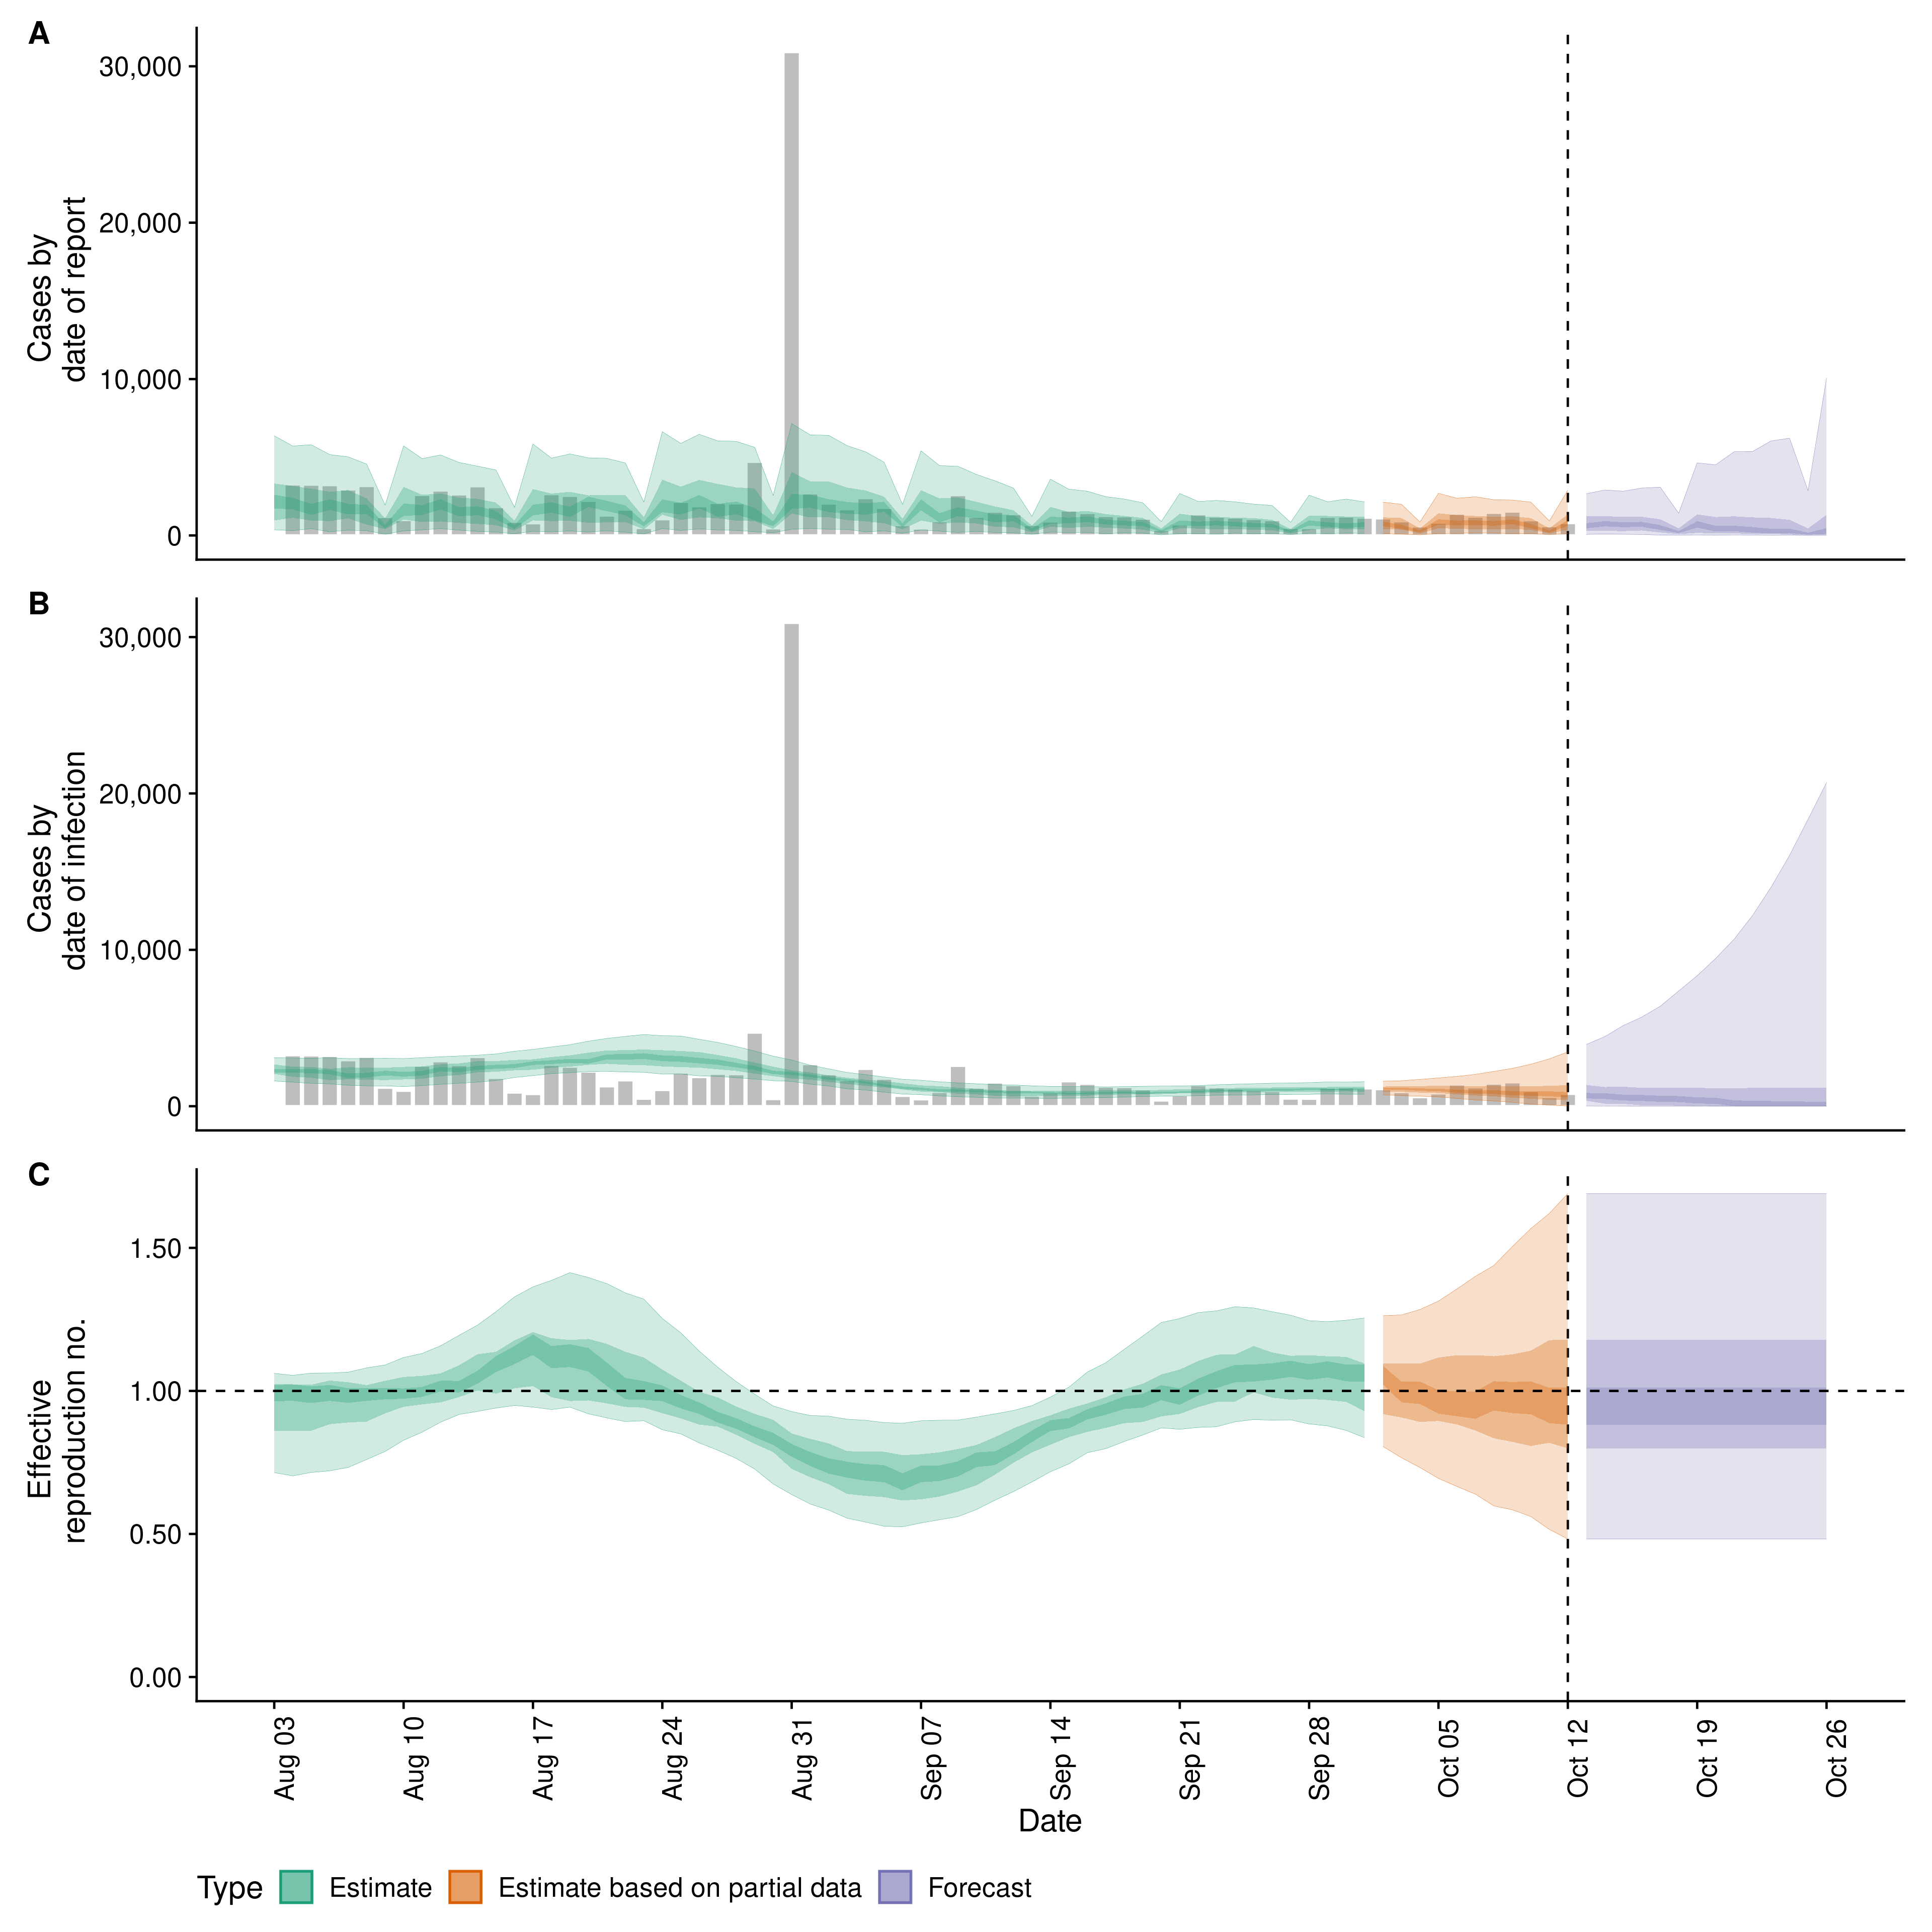 A
Cases by
date of report
30,000
20,000
10,000
0
B
Cases by
date of infection
30,000
20,000
10,000
0
C
Effective
reproduction no.
1.50
1.00
0.50
0.00
Aug 03
Aug 10
Aug 17
Aug 24
Aug 31
Sep 07
Sep 14
Sep 21
Sep 28
Oct 05
Oct 12
Oct 19
Oct 26
Date
Type
Estimate
Estimate based on partial data
Forecast